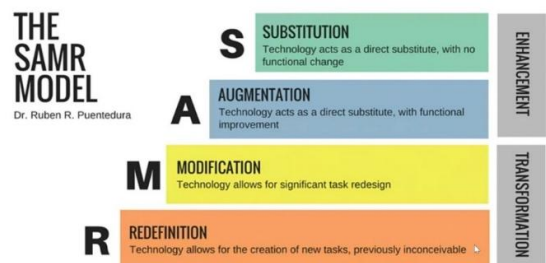 THE
SAMR
MODEL
Dr. Ruben R. Puentedura
S
SUBSTITUTION
Technology acts as a direct substitute, with no
functional change
A
AUGMENTATION
Technology acts as a direct substitute, with functional
improvement
ENHANCEMENT
M
MODIFICATION
Technology allows for significant task redesign
R
REDEFINITION
Technology allows for the creation of new tasks, previously inconceivable
TRANSFORMATION